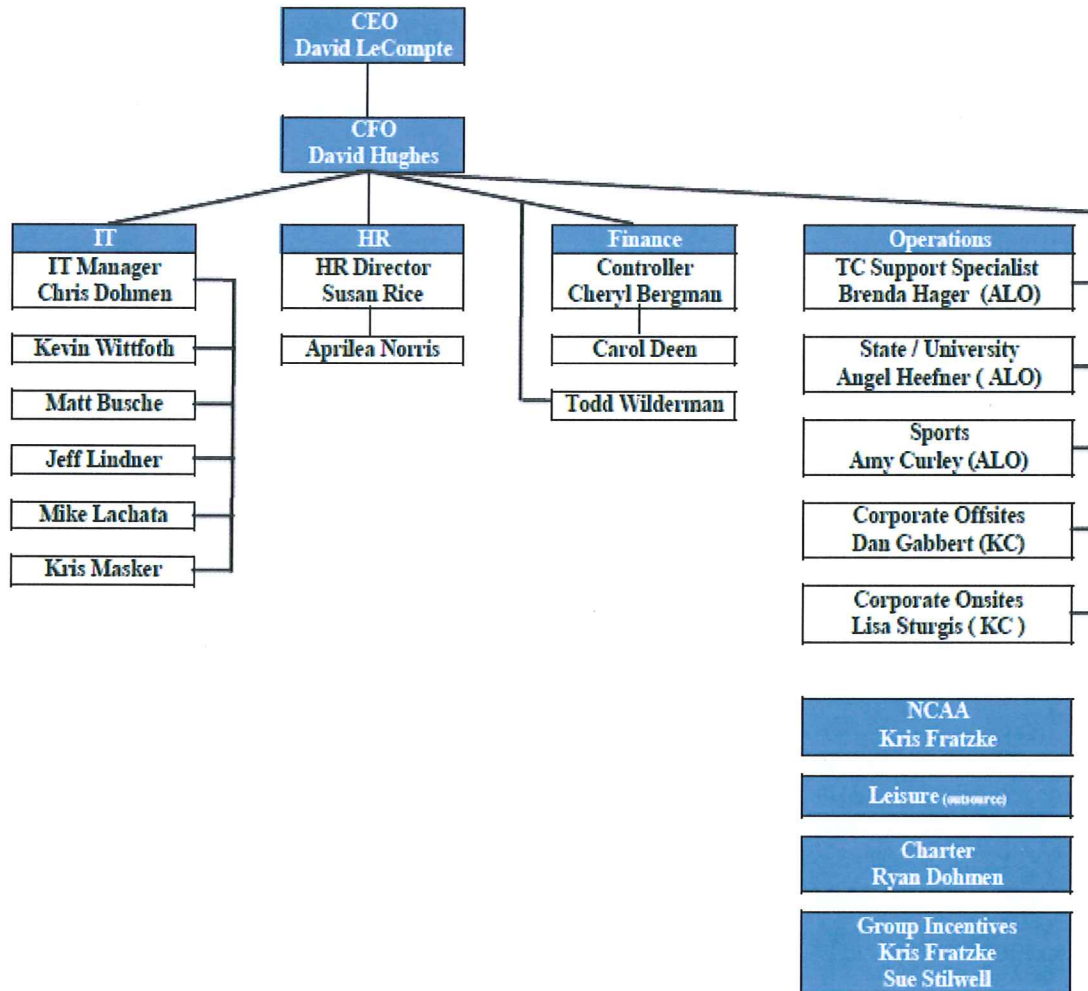 CEO
David LeCompte
CFO
David Hughes
IT
IT Manager
Chris Dohmen
Kevin Wittfoth
Matt Busche
Jeff Lindner
Mike Lachata
Kris Masker
HR
HR Director
Susan Rice
Aprilea Norris
Finance
Controller
Cheryl Bergman
Carol Deen
Todd Wilderman
Operations
TC Support Specialist
Brenda Hager (ALO)
State / University
Angel Heefner ( ALO)
Sports
Amy Curley (ALO)
Corporate Offsites
Dan Gabbert (KC)
Corporate Onsites
Lisa Sturgis ( KC )
NCAA
Kris Fratzke
Leisure (outsource)
Charter
Ryan Dohmen
Group Incentives
Kris Fratzke
Sue Stilwell